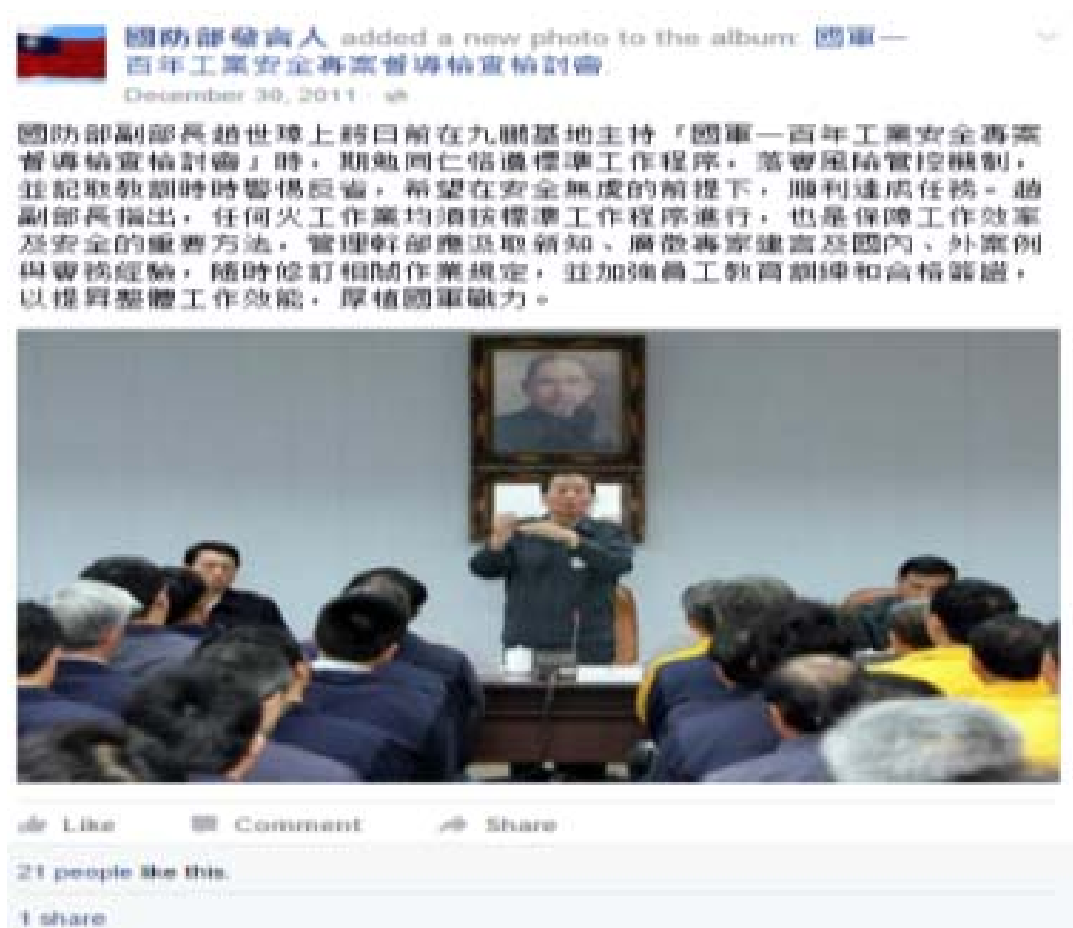 國防部發言人 added a new photo to the album: 國軍一
百年工業安全專案督導檢宣檢討會.
December 30, 2011 ·
國防部副部長趙世璋上將日前在九鵬基地主持「國軍一百年工業安全專案
督導檢宣檢討會」時，期勉同仁恪遵標準工作程序，落實風險管控機制，
並記取教訓時時警惕反省，希望在安全無虞的前提下，順利達成任務。趙
副部長指出，任何火工作業均須按標準工作程序進行，也是保障工作效率
及安全的重要方法，管理幹部應汲取新知、廣徵專家建言及國內、外案例
與實務經驗，隨時修訂相關作業規定，並加強員工教育訓練和合格簽證，
以提昇整體工作效能，厚植國軍戰力。
Like Comment Share
21 people like this.
1 share